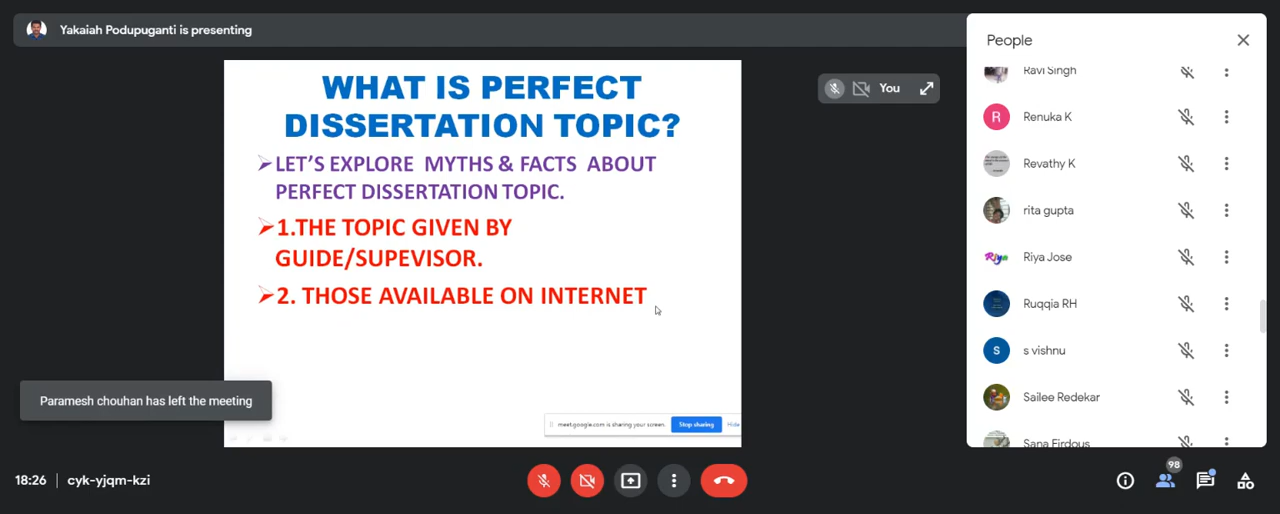 Yakaiah Podupuganti is presenting
WHAT IS PERFECT
DISSERTATION TOPIC?
LET'S EXPLORE MYTHS & FACTS ABOUT
PERFECT DISSERTATION TOPIC.
1.THE TOPIC GIVEN BY
GUIDE/SUPEVISOR.
2. THOSE AVAILABLE ON INTERNET
meet.google.com is sharing your screen. Stop sharing Hide
You
Paramesh chouhan has left the meeting
People
Ravi Singh
R Renuka K
Revathy K
rita gupta
Riya Riya Jose
Ruqqia RH
s s vishnu
Sailee Redekar
Sana Firdous
18:26 cyk-yjqm-kzi
98